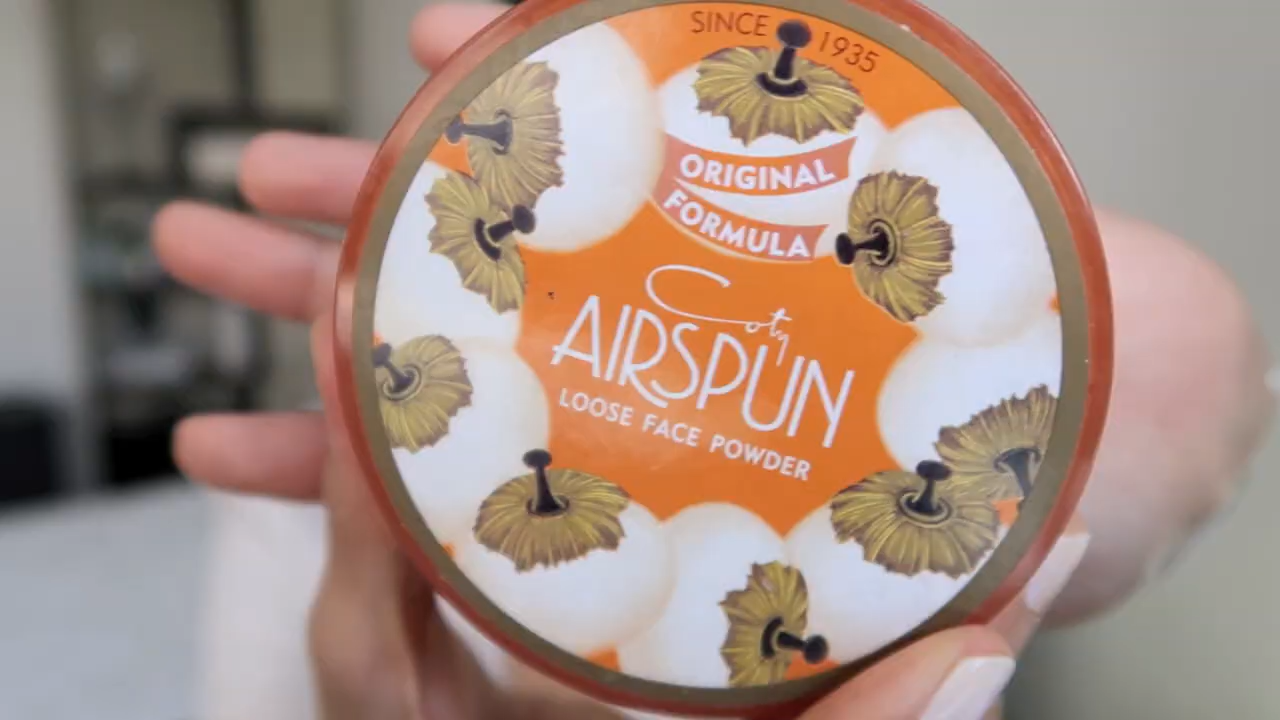 SINCE 1935
ORIGINAL
FORMULA
Coty
AIRSPUN
LOOSE FACE POWDER